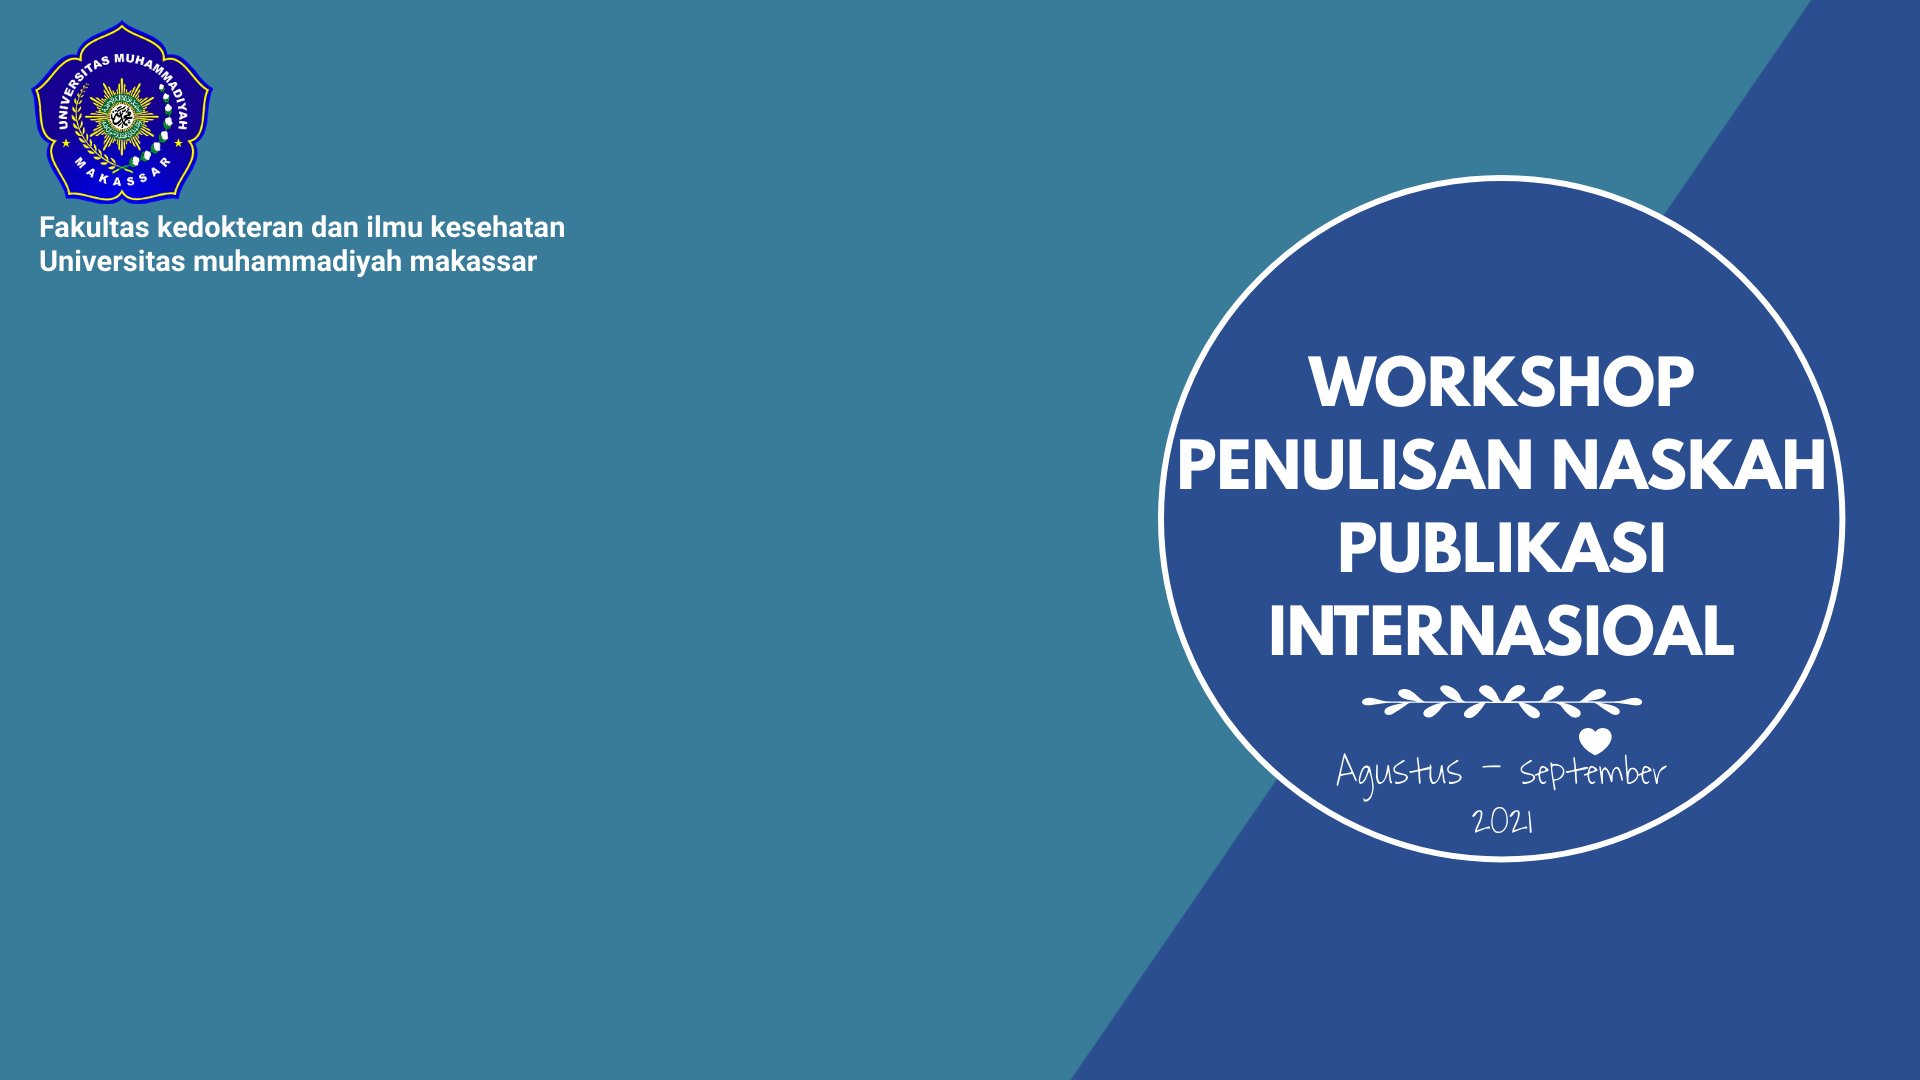 UNIVERSITAS MUHAMMADIYAH
MAKASSAR
Fakultas kedokteran dan ilmu kesehatan
Universitas muhammadiyah makassar
WORKSHOP
PENULISAN NASKAH
PUBLIKASI
INTERNASIOAL
Agustus - september
2021